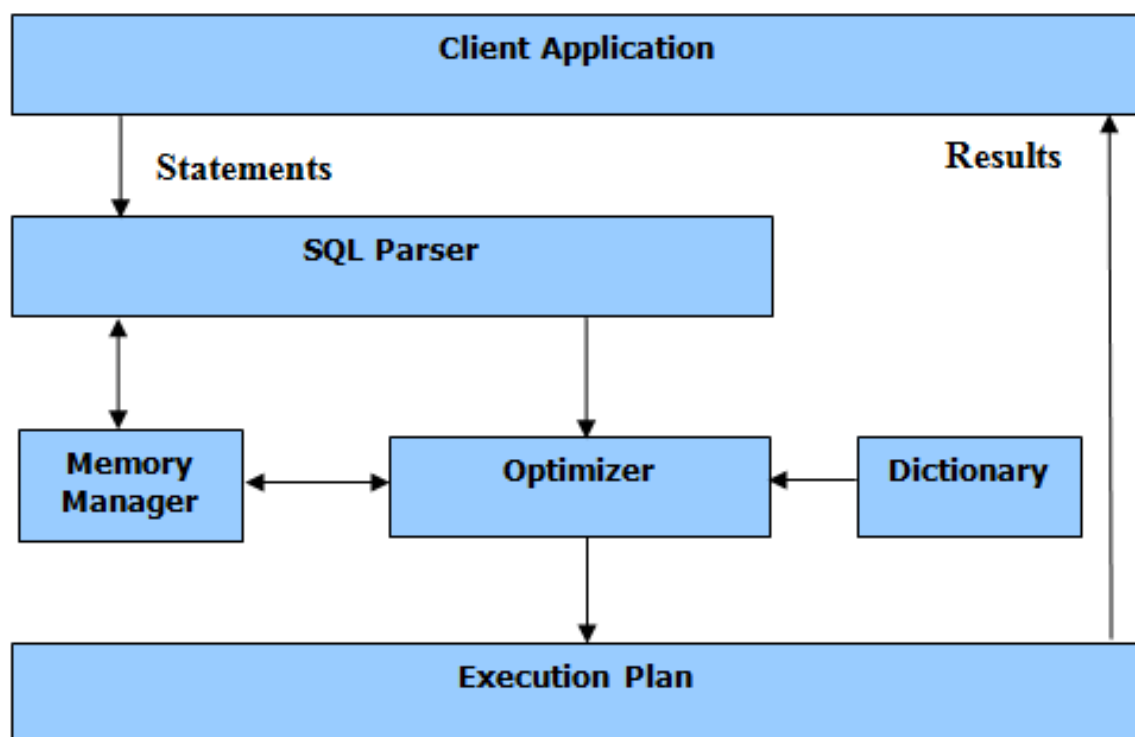 Client Application
Statements
Results
SQL Parser
Memory
Manager
Optimizer
Dictionary
Execution Plan